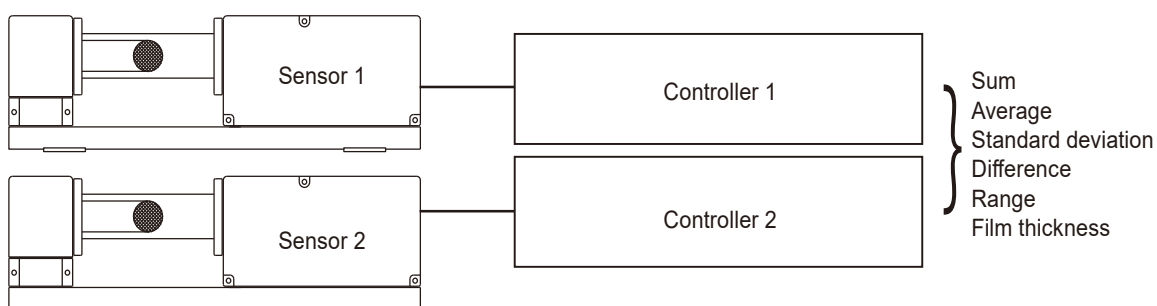 Sensor 1
Controller 1
Sensor 2
Controller 2
Sum
Average
Standard deviation
Difference
Range
Film thickness